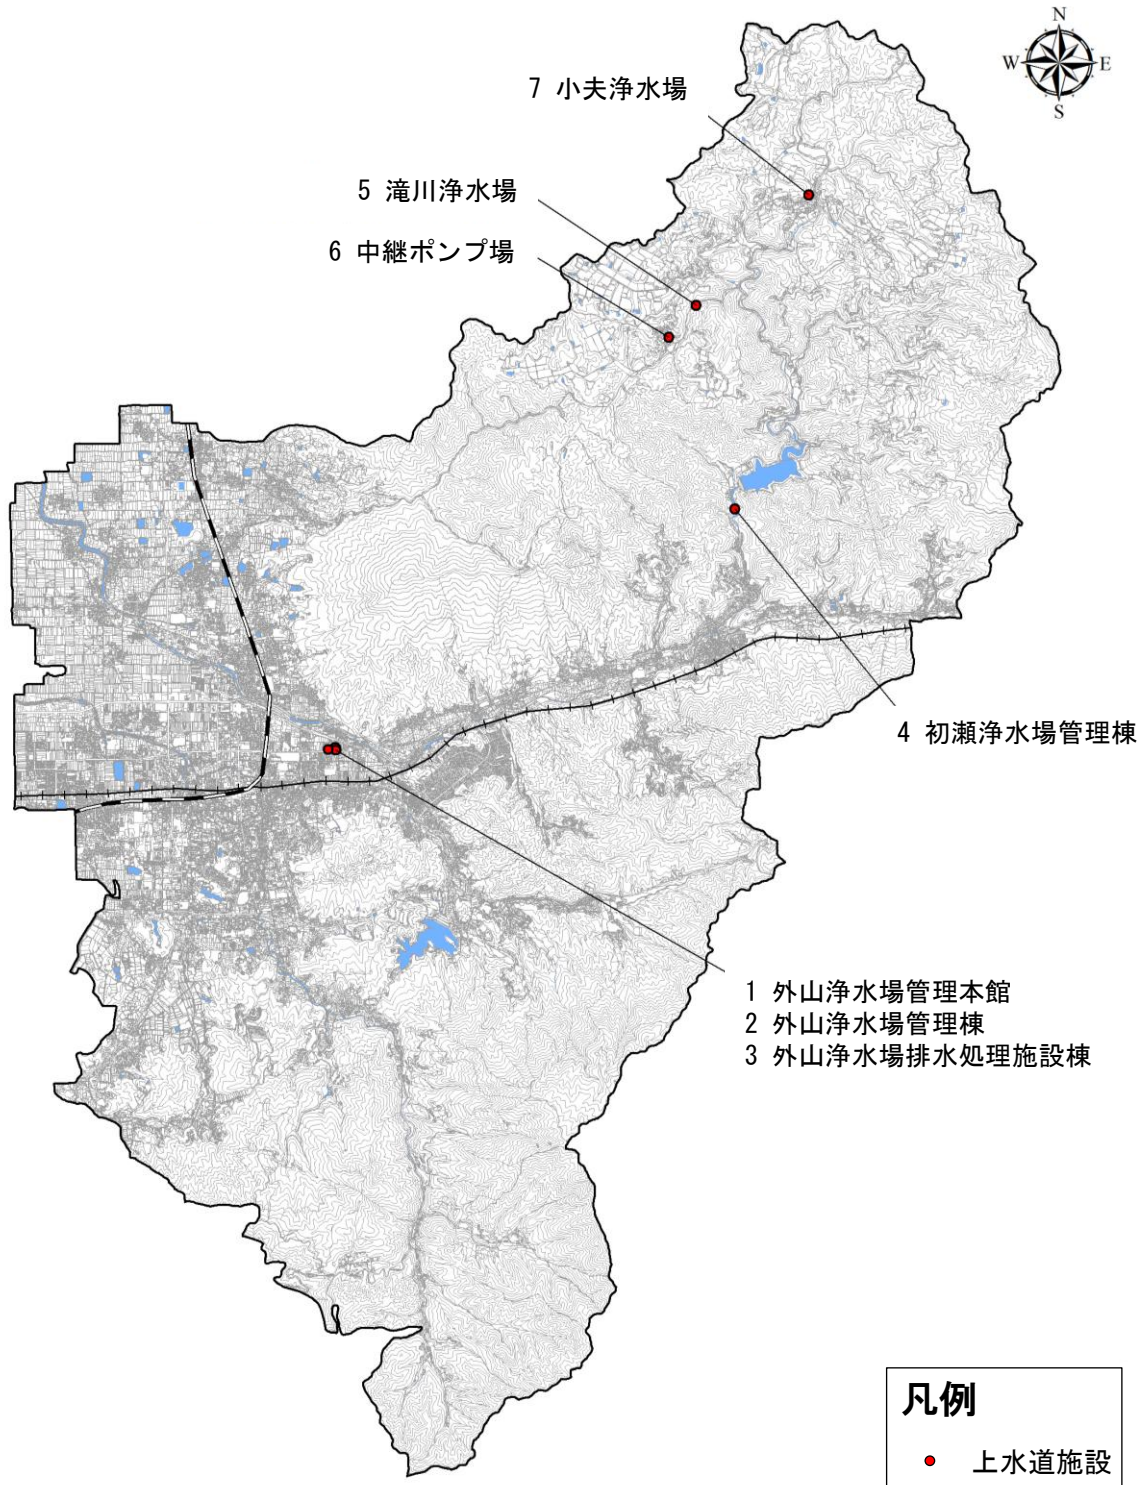 N
W E
S
7 小夫浄水場
5 滝川浄水場
6 中継ポンプ場
4 初瀬浄水場管理棟
1 外山浄水場管理本館
2 外山浄水場管理棟
3 外山浄水場排水処理施設棟
凡例
上水道施設